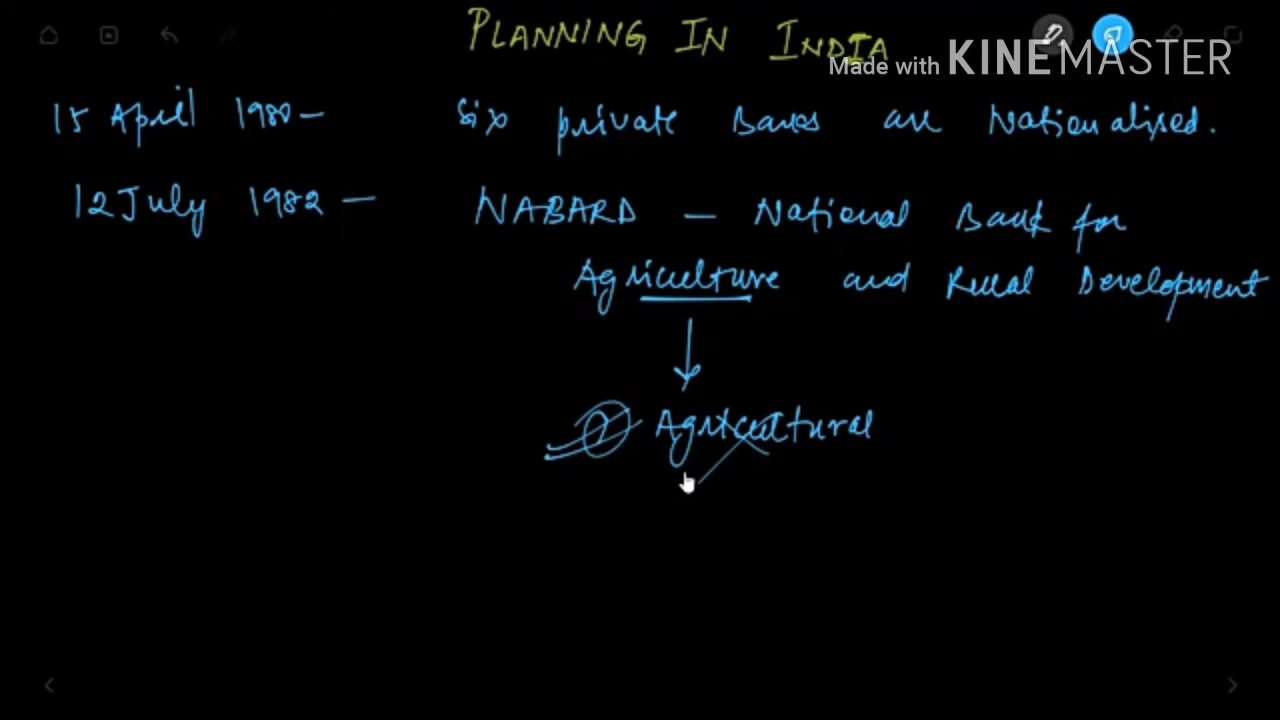 PLANNING IN INDIA
Made with KINEMASTER
15 April 1980 - Six private Banks are Nationalised.
12 July 1982 - NABARD - National Bank for
Agriculture and Rural Development
Agricultural